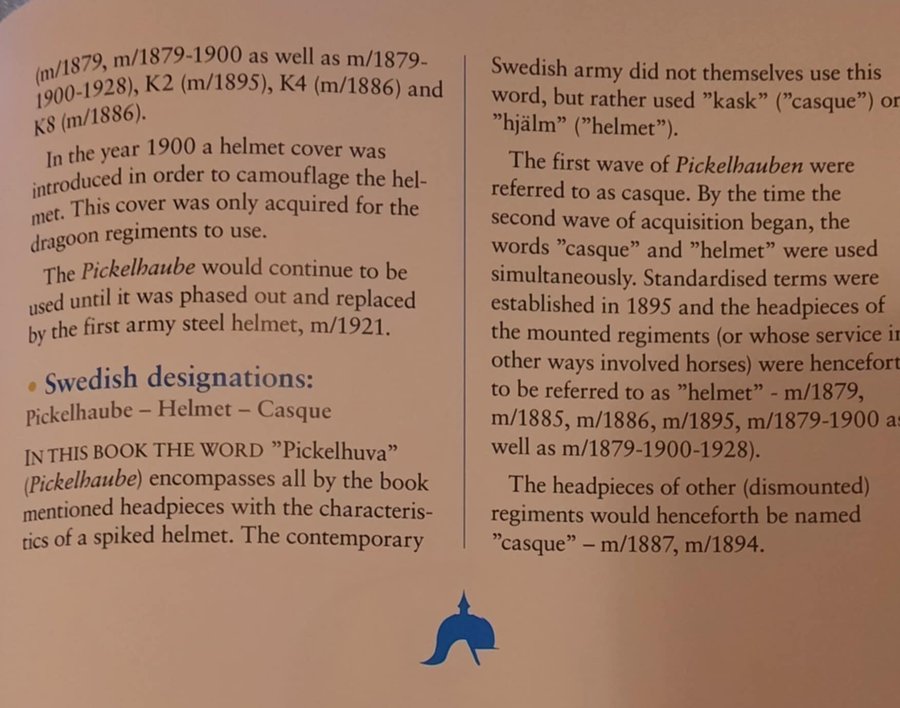 (m/1879, m/1879-1900 as well as m/1879-
1900-1928), K2 (m/1895), K4 (m/1886) and
K8 (m/1886).
In the year 1900 a helmet cover was
introduced in order to camouflage the hel-
met. This cover was only acquired for the
dragoon regiments to use.
The Pickelhaube would continue to be
used until it was phased out and replaced
by the first army steel helmet, m/1921.
• Swedish designations:
Pickelhaube – Helmet – Casque
IN THIS BOOK THE WORD ”Pickelhuva”
(Pickelhaube) encompasses all by the book
mentioned headpieces with the characteris-
tics of a spiked helmet. The contemporary
Swedish army did not themselves use this
word, but rather used ”kask” (”casque”) or
”hjälm” (”helmet”).
The first wave of Pickelhauben were
referred to as casque. By the time the
second wave of acquisition began, the
words ”casque” and ”helmet” were used
simultaneously. Standardised terms were
established in 1895 and the headpieces of
the mounted regiments (or whose service in
other ways involved horses) were hencefort
to be referred to as ”helmet” - m/1879,
m/1885, m/1886, m/1895, m/1879-1900 as
well as m/1879-1900-1928).
The headpieces of other (dismounted)
regiments would henceforth be named
”casque” – m/1887, m/1894.